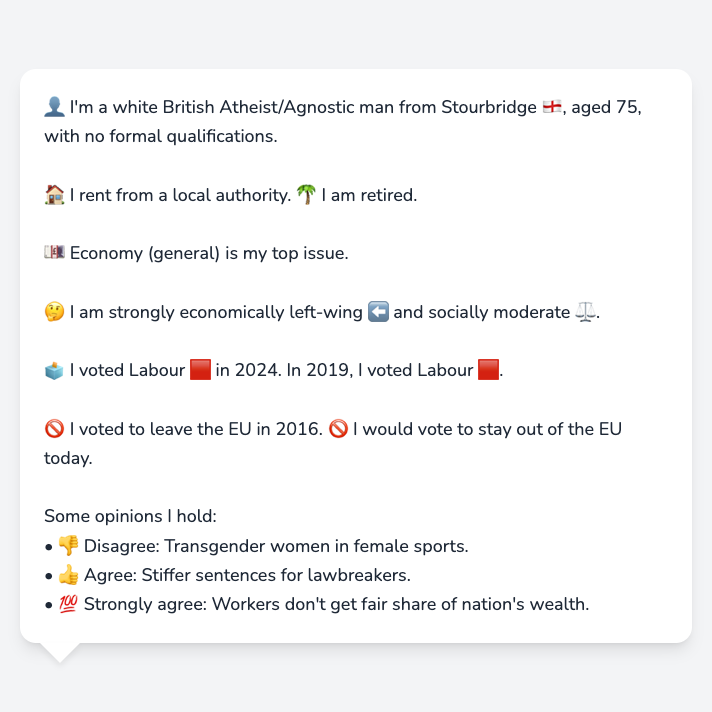 👤 I'm a white British Atheist/Agnostic man from Stourbridge 🏴󠁧󠁢󠁥󠁮󠁧󠁿, aged 75,
with no formal qualifications.
🏠 I rent from a local authority. 🌴 I am retired.
💷 Economy (general) is my top issue.
🤔 I am strongly economically left-wing ⬅️ and socially moderate ⚖️.
🗳️ I voted Labour 🟥 in 2024. In 2019, I voted Labour 🟥.
🚫 I voted to leave the EU in 2016. 🚫 I would vote to stay out of the EU
today.
Some opinions I hold:
• 👎 Disagree: Transgender women in female sports.
• 👍 Agree: Stiffer sentences for lawbreakers.
• 💯 Strongly agree: Workers don't get fair share of nation's wealth.